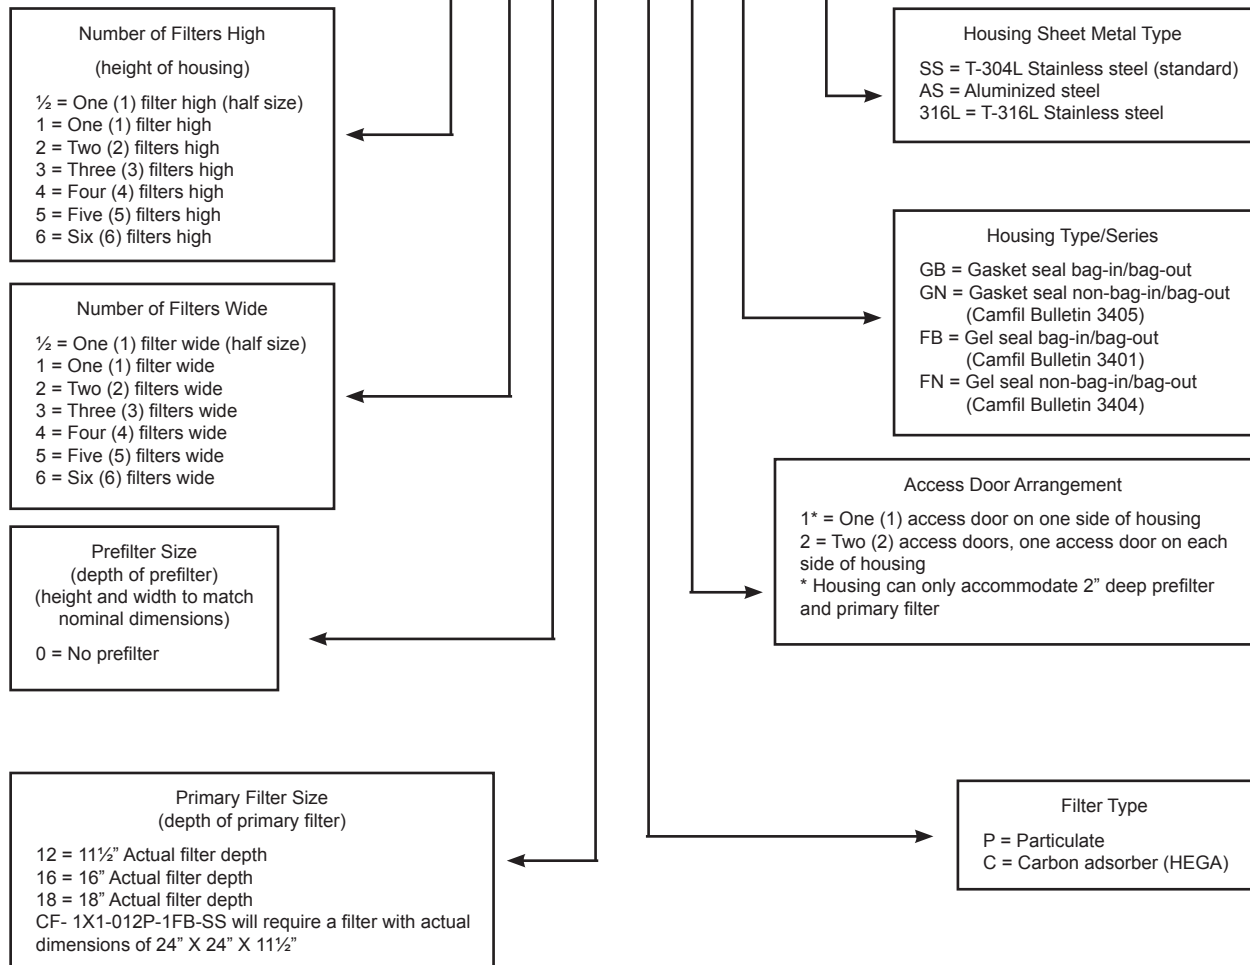 Number of Filters High
(height of housing)
½ = One (1) filter high (half size)
1 = One (1) filter high
2 = Two (2) filters high
3 = Three (3) filters high
4 = Four (4) filters high
5 = Five (5) filters high
6 = Six (6) filters high
Number of Filters Wide
½ = One (1) filter wide (half size)
1 = One (1) filter wide
2 = Two (2) filters wide
3 = Three (3) filters wide
4 = Four (4) filters wide
5 = Five (5) filters wide
6 = Six (6) filters wide
Prefilter Size
(depth of prefilter)
(height and width to match
nominal dimensions)
0 = No prefilter
Primary Filter Size
(depth of primary filter)
12 = 11½” Actual filter depth
16 = 16” Actual filter depth
18 = 18” Actual filter depth
CF- 1X1-012P-1FB-SS will require a filter with actual
dimensions of 24” X 24” X 11½”
Housing Sheet Metal Type
SS = T-304L Stainless steel (standard)
AS = Aluminized steel
316L = T-316L Stainless steel
Housing Type/Series
GB = Gasket seal bag-in/bag-out
GN = Gasket seal non-bag-in/bag-out
(Camfil Bulletin 3405)
FB = Gel seal bag-in/bag-out
(Camfil Bulletin 3401)
FN = Gel seal non-bag-in/bag-out
(Camfil Bulletin 3404)
Access Door Arrangement
1* = One (1) access door on one side of housing
2 = Two (2) access doors, one access door on each
side of housing
* Housing can only accommodate 2” deep prefilter
and primary filter
Filter Type
P = Particulate
C = Carbon adsorber (HEGA)